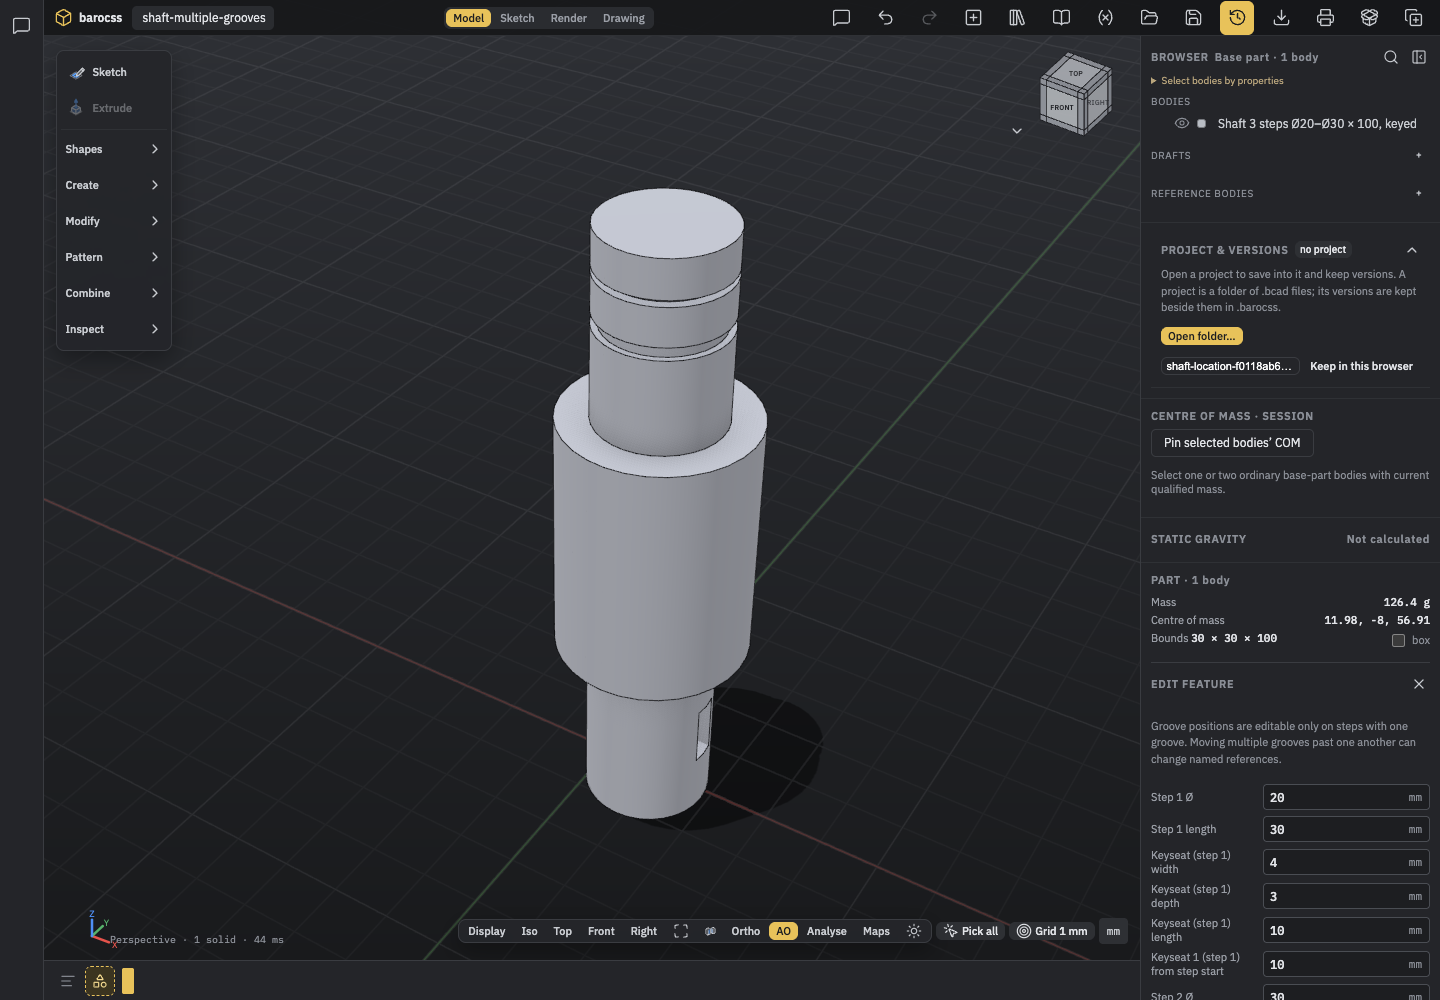 barocss
shaft-multiple-grooves
Model
Sketch
Render
Drawing
Sketch
Extrude
Shapes
Create
Modify
Pattern
Combine
Inspect
TOP
FRONT
RIGHT
BROWSER Base part · 1 body
Select bodies by properties
BODIES
Shaft 3 steps Ø20–Ø30 × 100, keyed
DRAFTS
REFERENCE BODIES
PROJECT & VERSIONS no project
Open a project to save into it and keep versions. A
project is a folder of .bcad files; its versions are kept
beside them in .barocss.
Open folder...
shaft-location-f0118ab6... Keep in this browser
CENTRE OF MASS · SESSION
Pin selected bodies’ COM
Select one or two ordinary base-part bodies with current
qualified mass.
STATIC GRAVITY Not calculated
PART · 1 body
Mass 126.4 g
Centre of mass 11.98, -8, 56.91
Bounds 30 × 30 × 100 box
EDIT FEATURE
Groove positions are editable only on steps with one
groove. Moving multiple grooves past one another can
change named references.
Step 1 Ø 20 mm
Step 1 length 30 mm
Keyseat (step 1)
width 4 mm
Keyseat (step 1)
depth 3 mm
Keyseat (step 1)
length 10 mm
Keyseat 1 (step 1)
from step start 10 mm
Step 2 Ø 30 mm
Z
Y
X
Perspective · 1 solid · 44 ms
Display Iso Top Front Right Ortho AO Analyse Maps Pick all Grid 1 mm mm